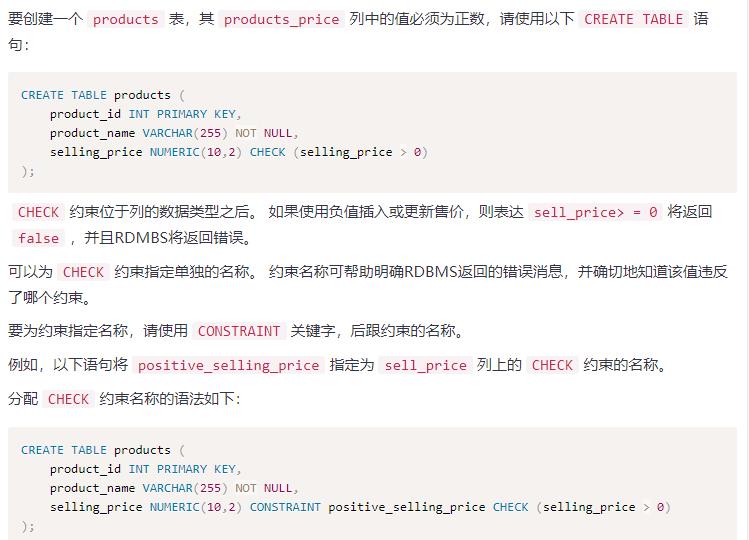 要创建一个 products 表，其 products_price 列中的值必须为正数，请使用以下 CREATE TABLE 语
句：
CREATE TABLE products (
    product_id INT PRIMARY KEY,
    product_name VARCHAR(255) NOT NULL,
    selling_price NUMERIC(10,2) CHECK (selling_price > 0)
);
CHECK 约束位于列的数据类型之后。 如果使用负值插入或更新售价，则表达 sell_price> = 0 将返回
false ，并且RDMBS将返回错误。
可以为 CHECK 约束指定单独的名称。 约束名称可帮助明确RDBMS返回的错误消息，并确切地知道该值违反
了哪个约束。
要为约束指定名称，请使用 CONSTRAINT 关键字，后跟约束的名称。
例如，以下语句将 positive_selling_price 指定为 sell_price 列上的 CHECK 约束的名称。
分配 CHECK 约束名称的语法如下：
CREATE TABLE products (
    product_id INT PRIMARY KEY,
    product_name VARCHAR(255) NOT NULL,
    selling_price NUMERIC(10,2) CONSTRAINT positive_selling_price CHECK (selling_price > 0)
);